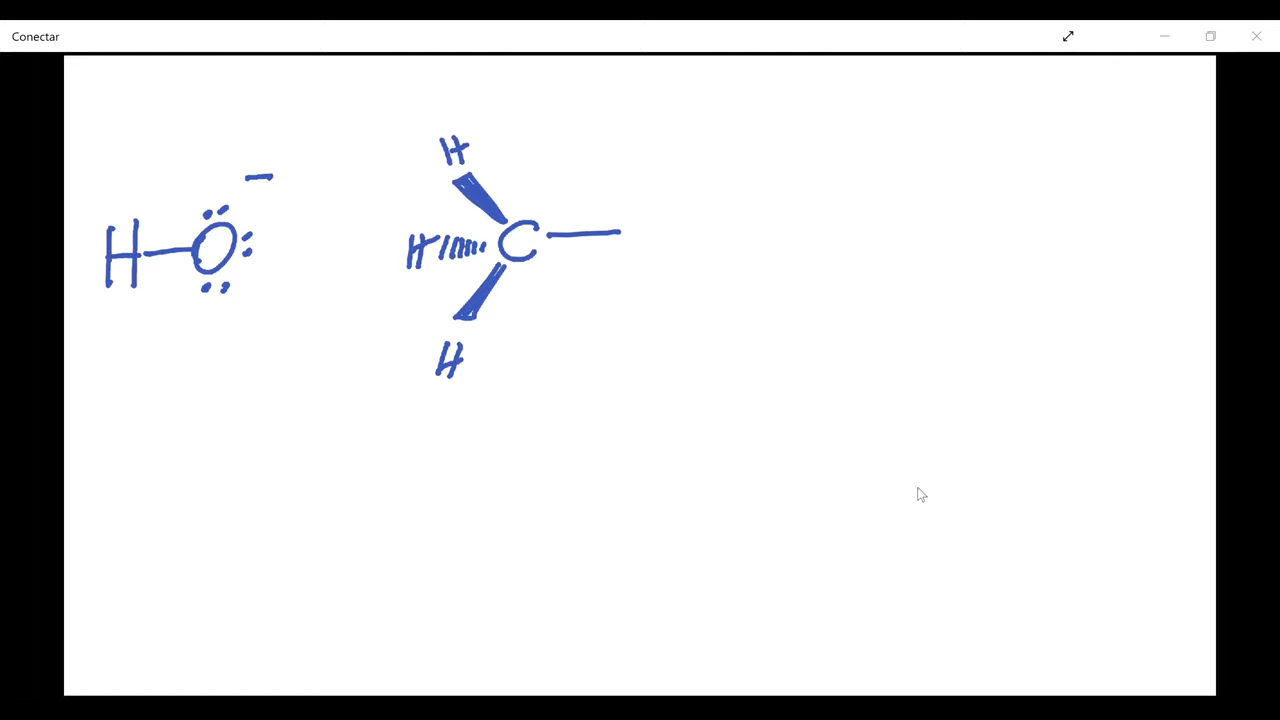 Conectar
H
H-O:⁻
H C-
H